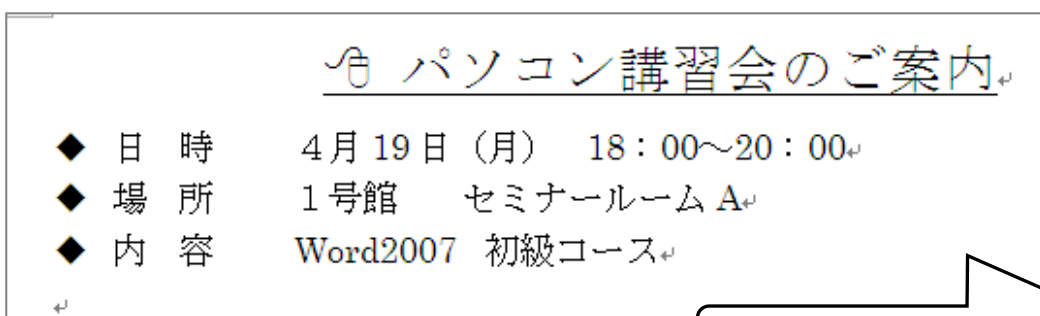 パソコン講習会のご案内
◆ 日 時 4月19日（月） 18：00～20：00
◆ 場 所 1号館 セミナールーム A
◆ 内 容 Word2007 初級コース